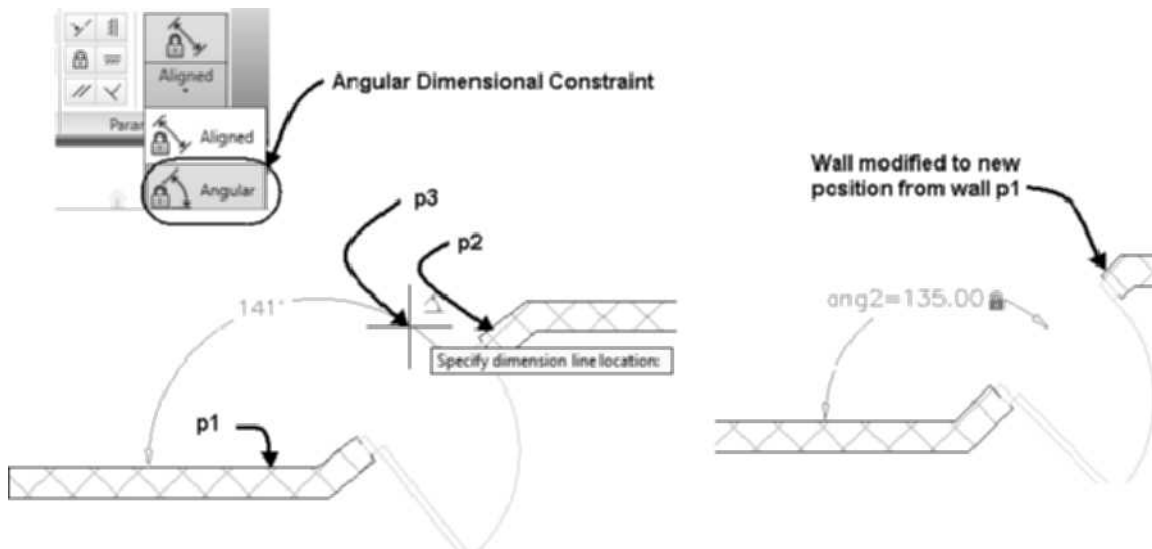 Aligned
Angular Dimensional Constraint
Param
Aligned
Angular
Wall modified to new
position from wall p1
p3
p2
141°
ang2=135.00
Specify dimension line location:
p1